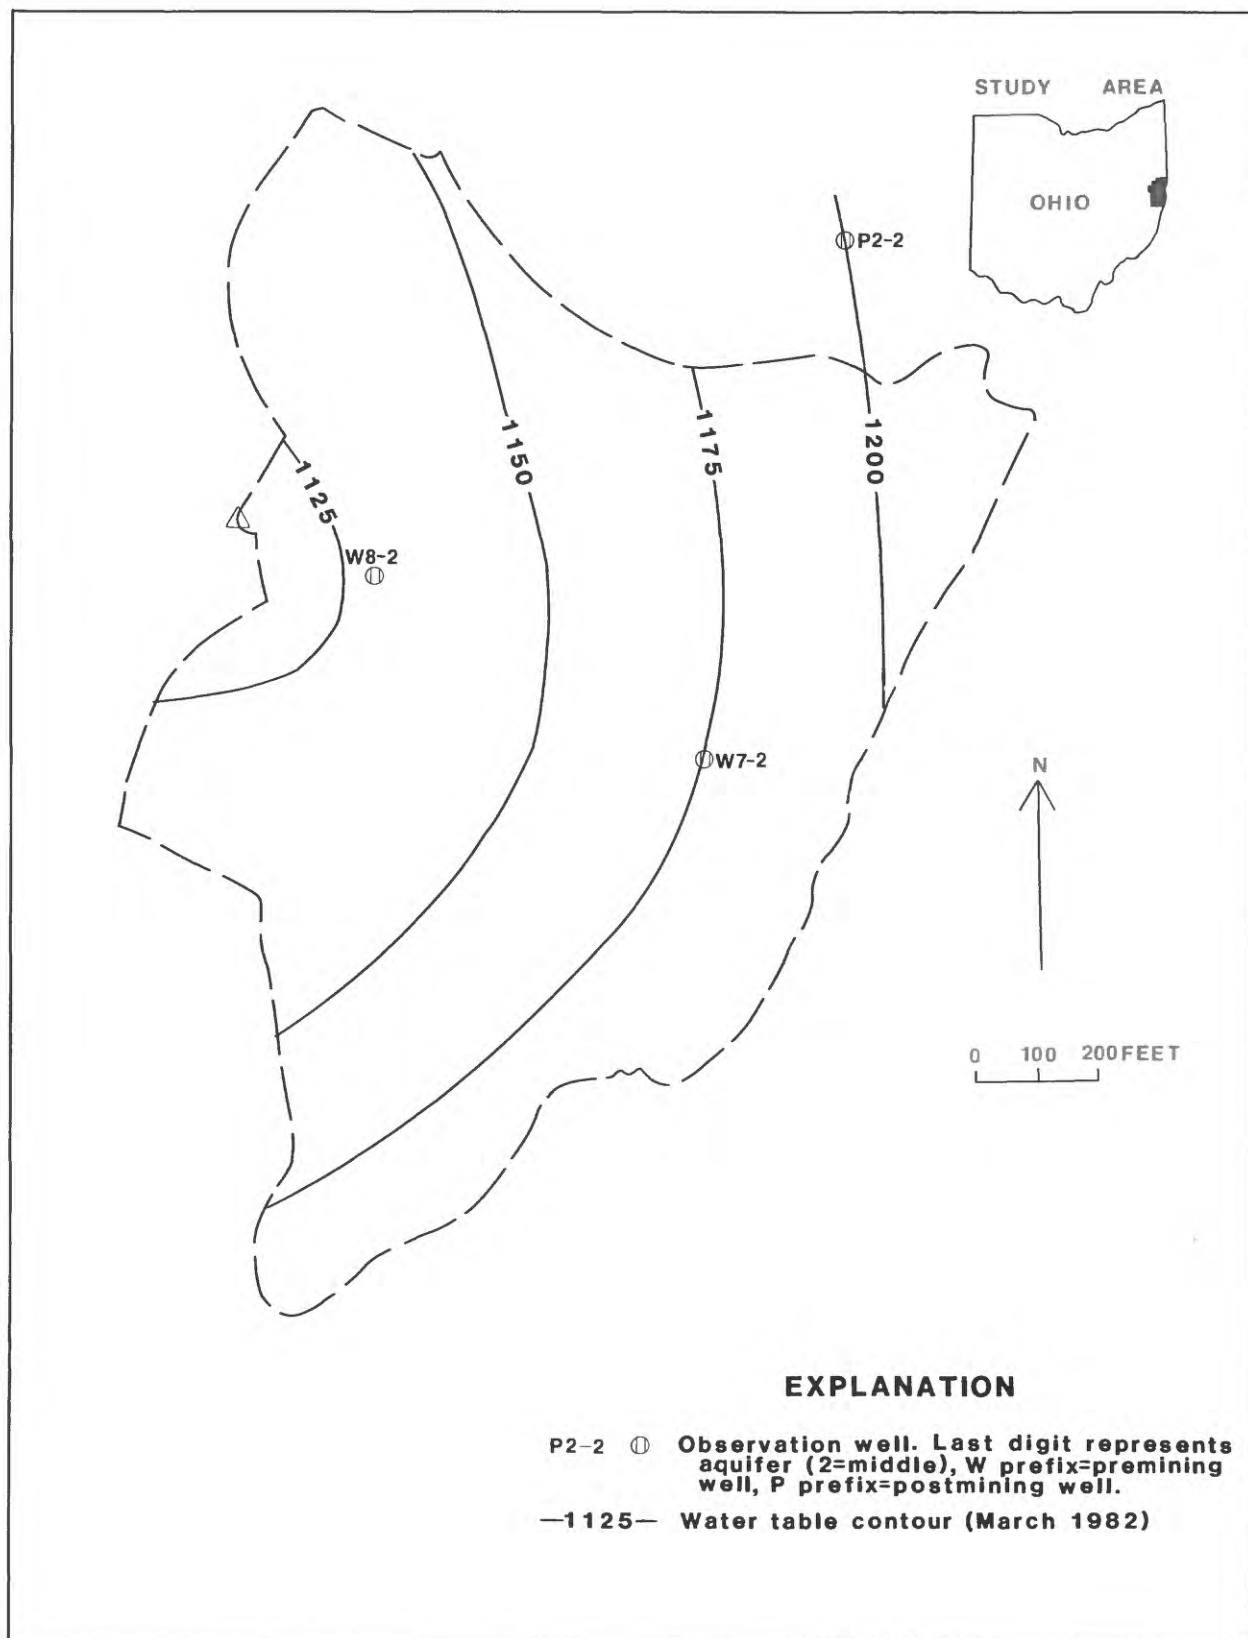 STUDY AREA
OHIO
P2-2
1150
1175
1200
1125
W8-2
W7-2
N
0 100 200 FEET
EXPLANATION
P2-2 Observation well. Last digit represents
aquifer (2=middle), W prefix=premining
well, P prefix=postmining well.
—1125— Water table contour (March 1982)